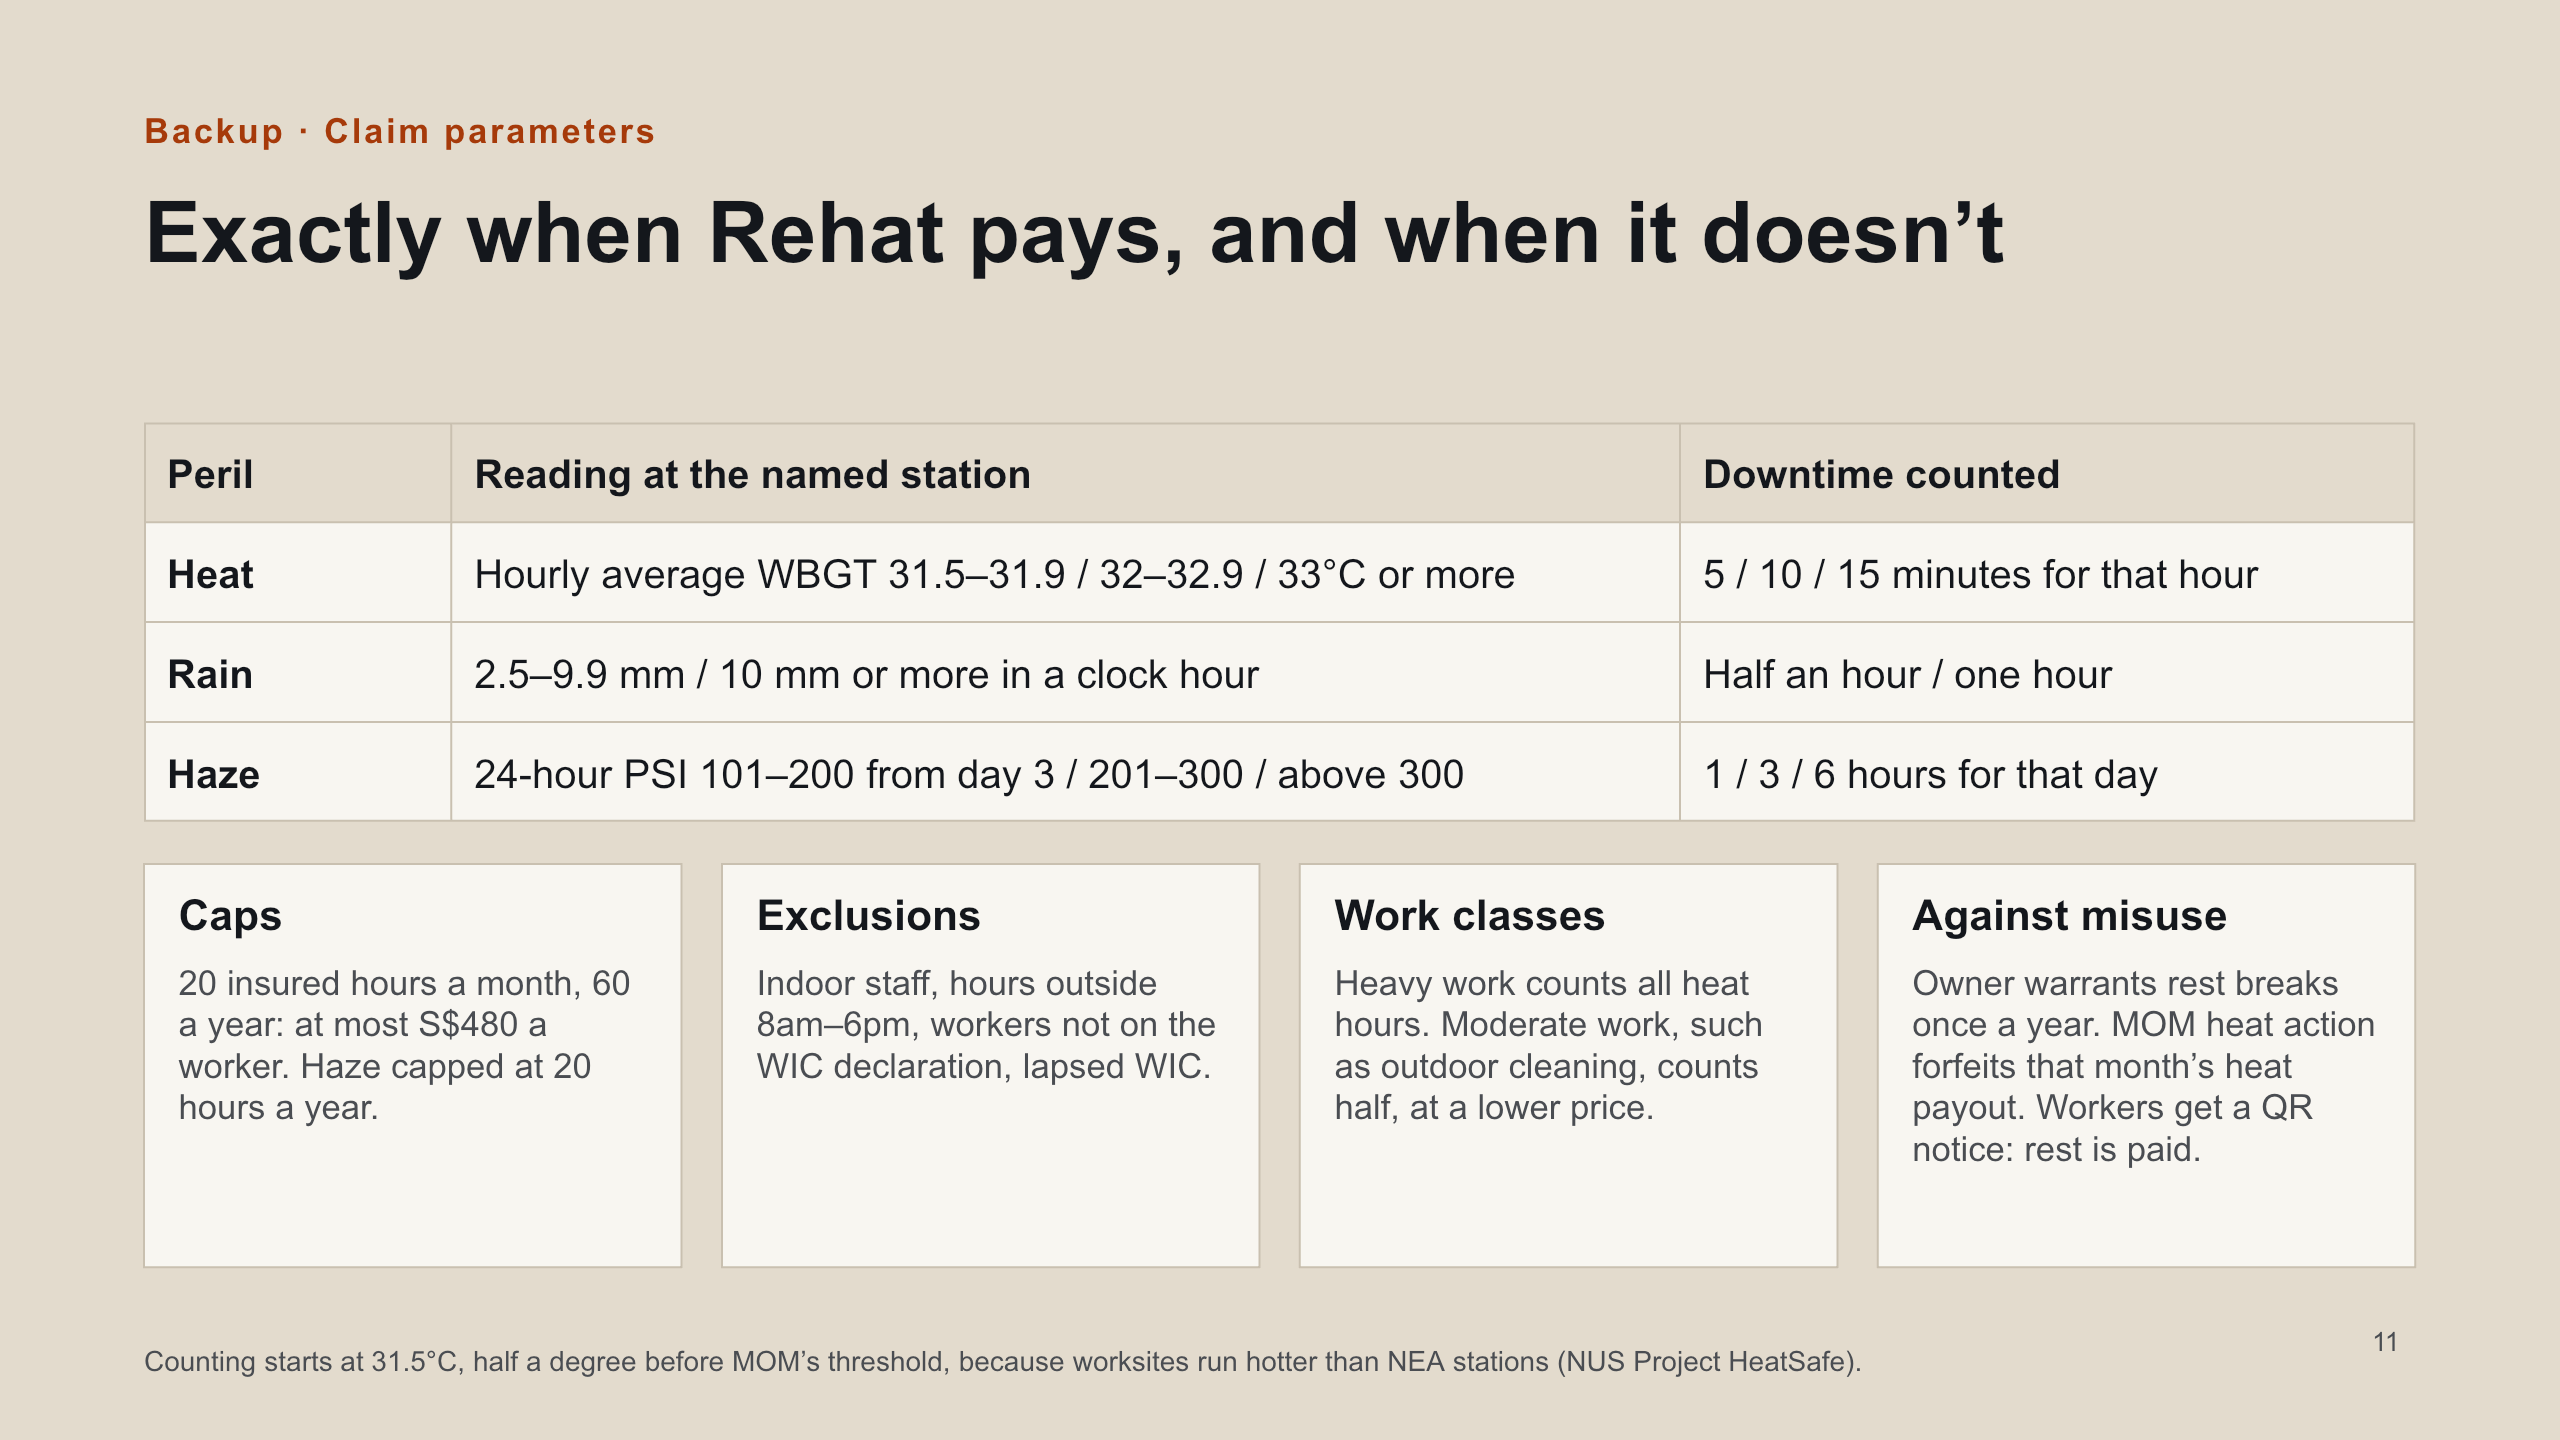 Backup · Claim parameters
Exactly when Rehat pays, and when it doesn’t
Peril
Reading at the named station
Downtime counted
Heat
Hourly average WBGT 31.5–31.9 / 32–32.9 / 33°C or more
5 / 10 / 15 minutes for that hour
Rain
2.5–9.9 mm / 10 mm or more in a clock hour
Half an hour / one hour
Haze
24-hour PSI 101–200 from day 3 / 201–300 / above 300
1 / 3 / 6 hours for that day
Caps
20 insured hours a month, 60
a year: at most S$480 a
worker. Haze capped at 20
hours a year.
Exclusions
Indoor staff, hours outside
8am–6pm, workers not on the
WIC declaration, lapsed WIC.
Work classes
Heavy work counts all heat
hours. Moderate work, such
as outdoor cleaning, counts
half, at a lower price.
Against misuse
Owner warrants rest breaks
once a year. MOM heat action
forfeits that month’s heat
payout. Workers get a QR
notice: rest is paid.
Counting starts at 31.5°C, half a degree before MOM’s threshold, because worksites run hotter than NEA stations (NUS Project HeatSafe).
11